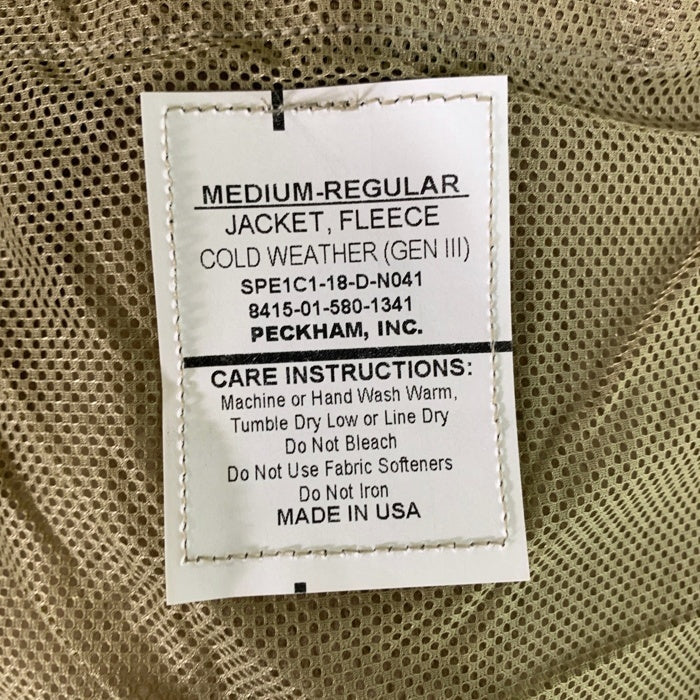 MEDIUM-REGULAR
JACKET, FLEECE
COLD WEATHER (GEN III)
SPE1C1-18-D-N041
8415-01-580-1341
PECKHAM, INC.
CARE INSTRUCTIONS:
Machine or Hand Wash Warm,
Tumble Dry Low or Line Dry
Do Not Bleach
Do Not Use Fabric Softeners
Do Not Iron
MADE IN USA